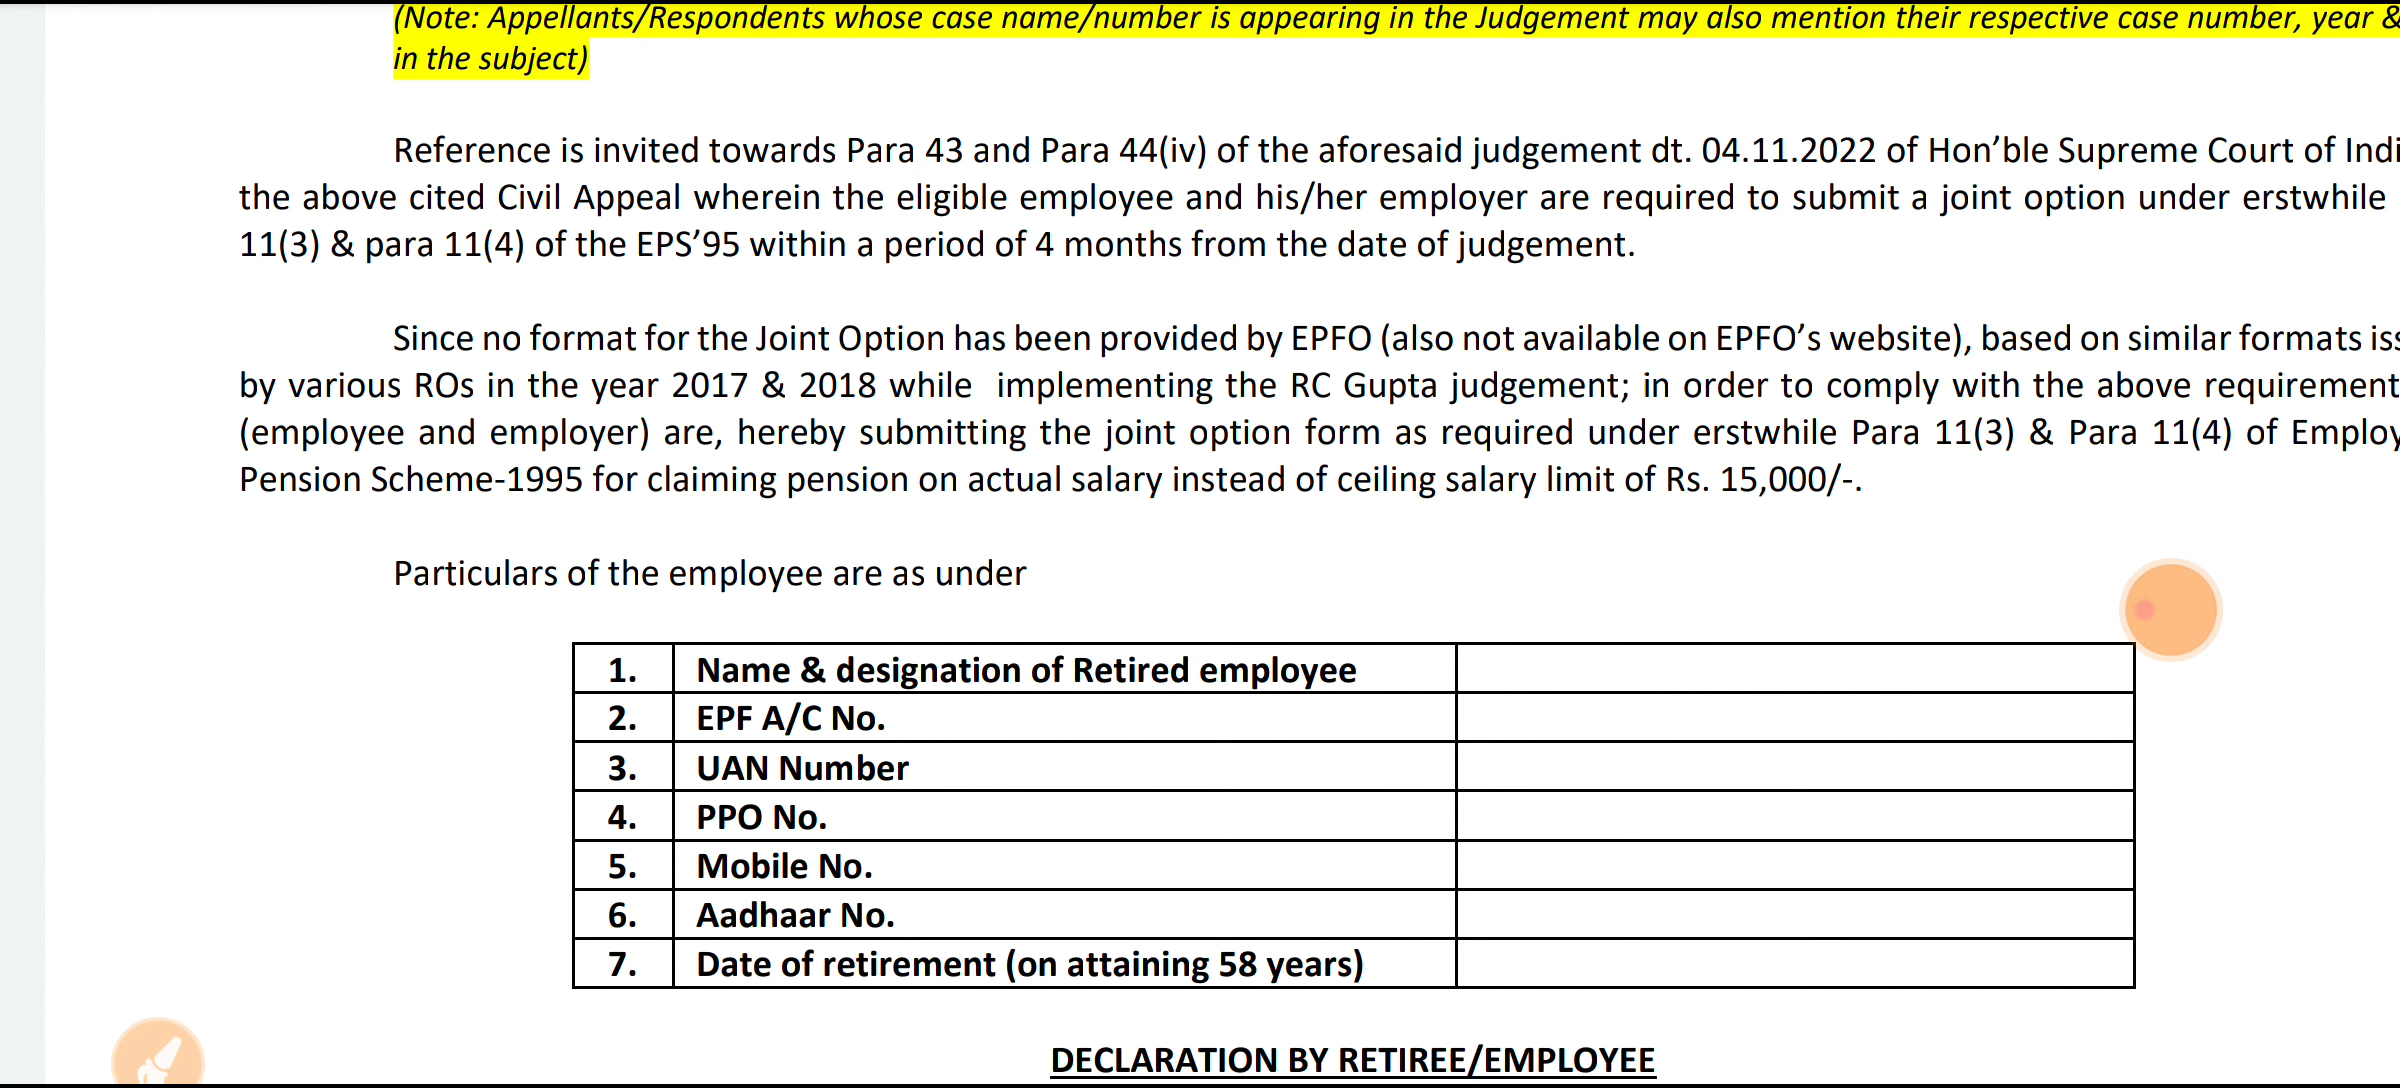 (Note: Appellants/Respondents whose case name/number is appearing in the Judgement may also mention their respective case number, year &
in the subject)
Reference is invited towards Para 43 and Para 44(iv) of the aforesaid judgement dt. 04.11.2022 of Hon’ble Supreme Court of Indi
the above cited Civil Appeal wherein the eligible employee and his/her employer are required to submit a joint option under erstwhile
11(3) & para 11(4) of the EPS’95 within a period of 4 months from the date of judgement.
Since no format for the Joint Option has been provided by EPFO (also not available on EPFO’s website), based on similar formats iss
by various ROs in the year 2017 & 2018 while implementing the RC Gupta judgement; in order to comply with the above requirement
(employee and employer) are, hereby submitting the joint option form as required under erstwhile Para 11(3) & Para 11(4) of Employ
Pension Scheme-1995 for claiming pension on actual salary instead of ceiling salary limit of Rs. 15,000/-.
Particulars of the employee are as under
1. Name & designation of Retired employee
2. EPF A/C No.
3. UAN Number
4. PPO No.
5. Mobile No.
6. Aadhaar No.
7. Date of retirement (on attaining 58 years)
DECLARATION BY RETIREE/EMPLOYEE